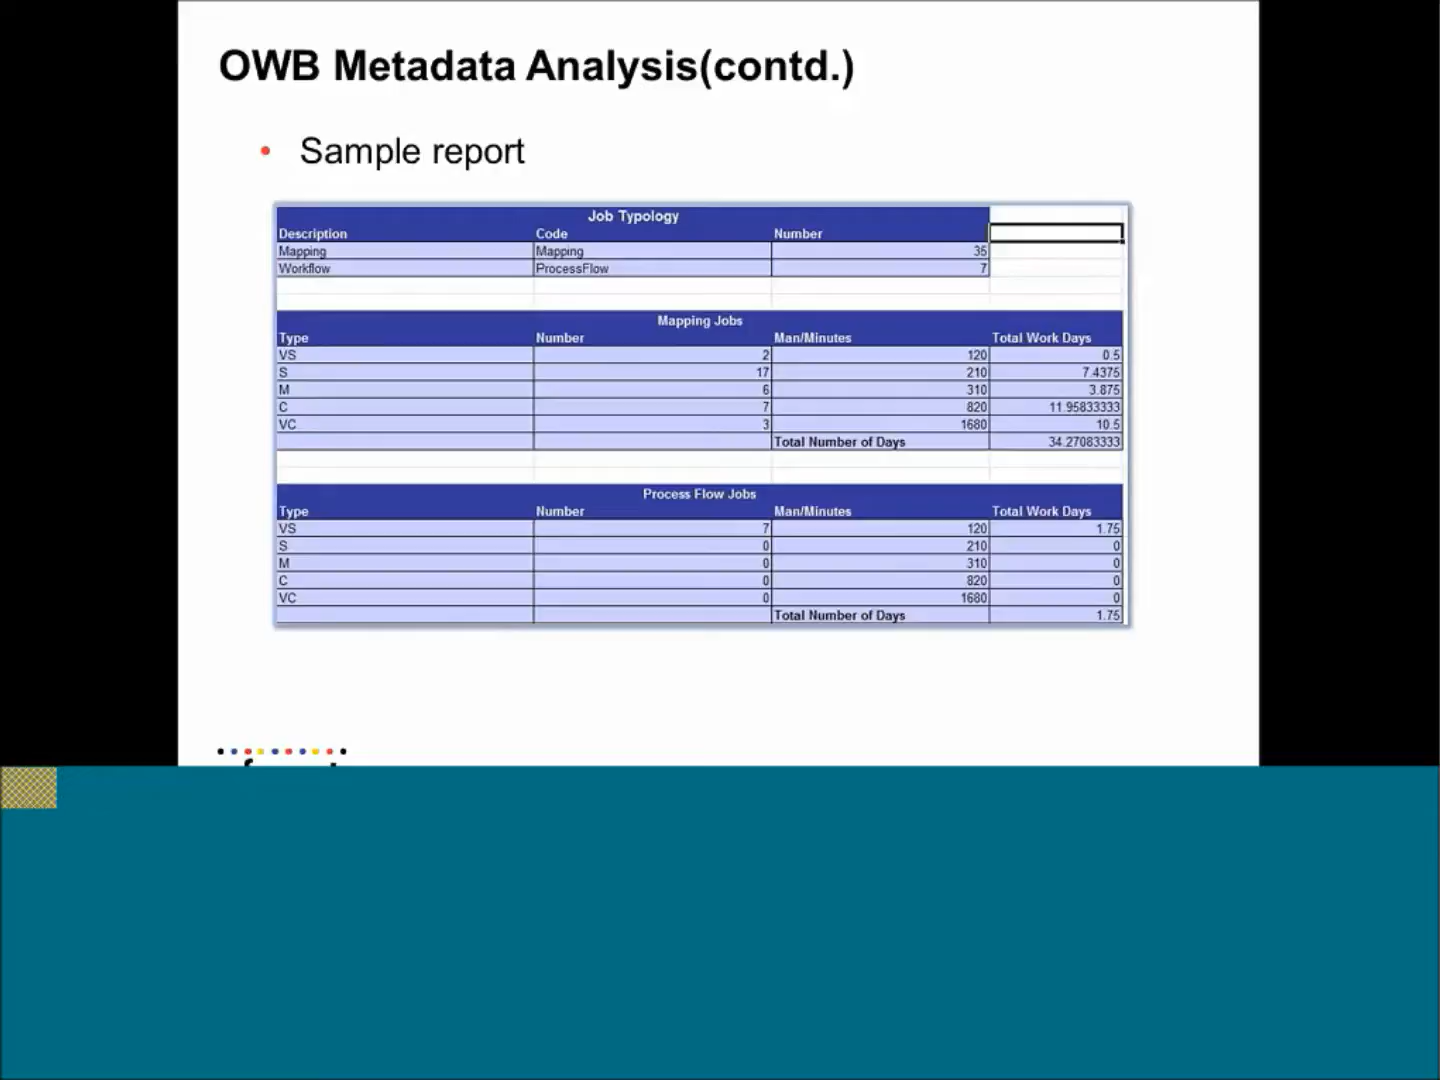 OWB Metadata Analysis(contd.)
• Sample report
Job Typology
Description Code Number
Mapping Mapping 35
Workflow ProcessFlow 7
Mapping Jobs
Type Number Man/Minutes Total Work Days
VS 2 120 0.5
S 17 210 7.4375
M 6 310 3.875
C 7 820 11.95833333
VC 3 1680 10.5
Total Number of Days 34.27083333
Process Flow Jobs
Type Number Man/Minutes Total Work Days
VS 7 120 1.75
S 0 210 0
M 0 310 0
C 0 820 0
VC 0 1680 0
Total Number of Days 1.75